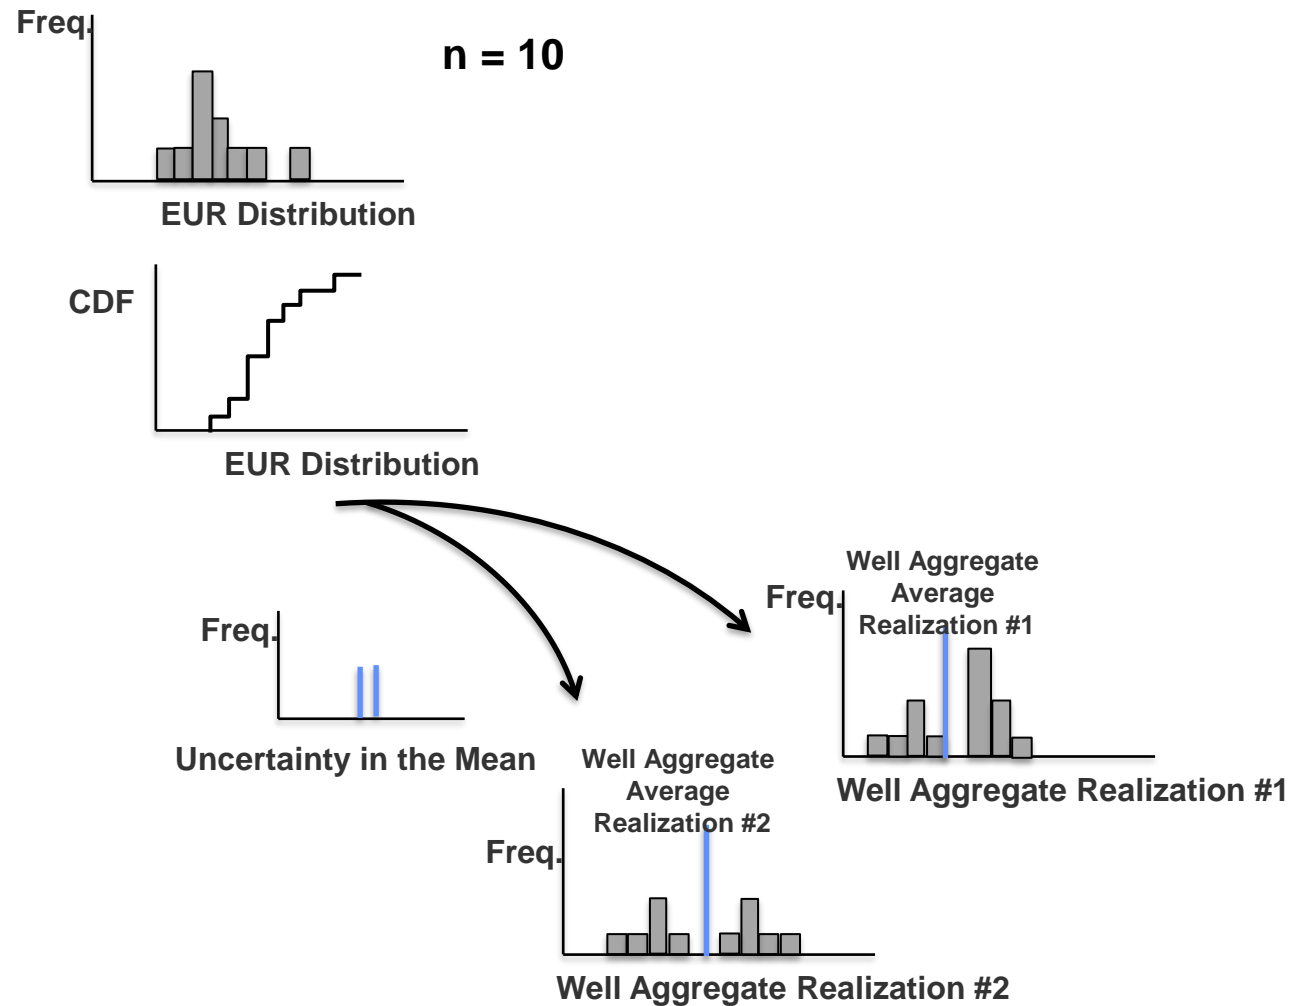 Freq.
n = 10
EUR Distribution
CDF
EUR Distribution
Well Aggregate
Average
Realization #1
Freq.
Freq.
Uncertainty in the Mean
Well Aggregate
Average
Realization #2
Well Aggregate Realization #1
Freq.
Well Aggregate Realization #2